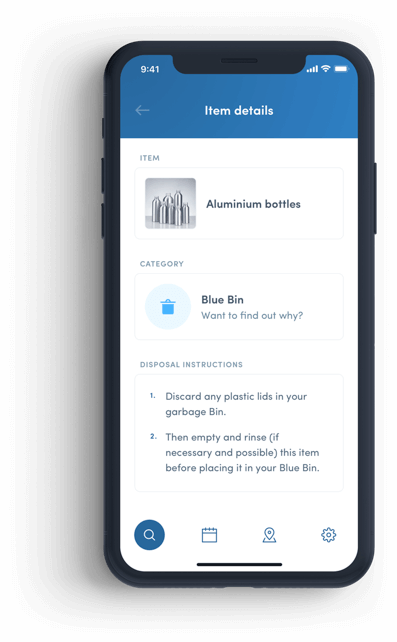 9:41
Item details
ITEM
Aluminium bottles
CATEGORY
Blue Bin
Want to find out why?
DISPOSAL INSTRUCTIONS
1. Discard any plastic lids in your
garbage Bin.
2. Then empty and rinse (if
necessary and possible) this item
before placing it in your Blue Bin.